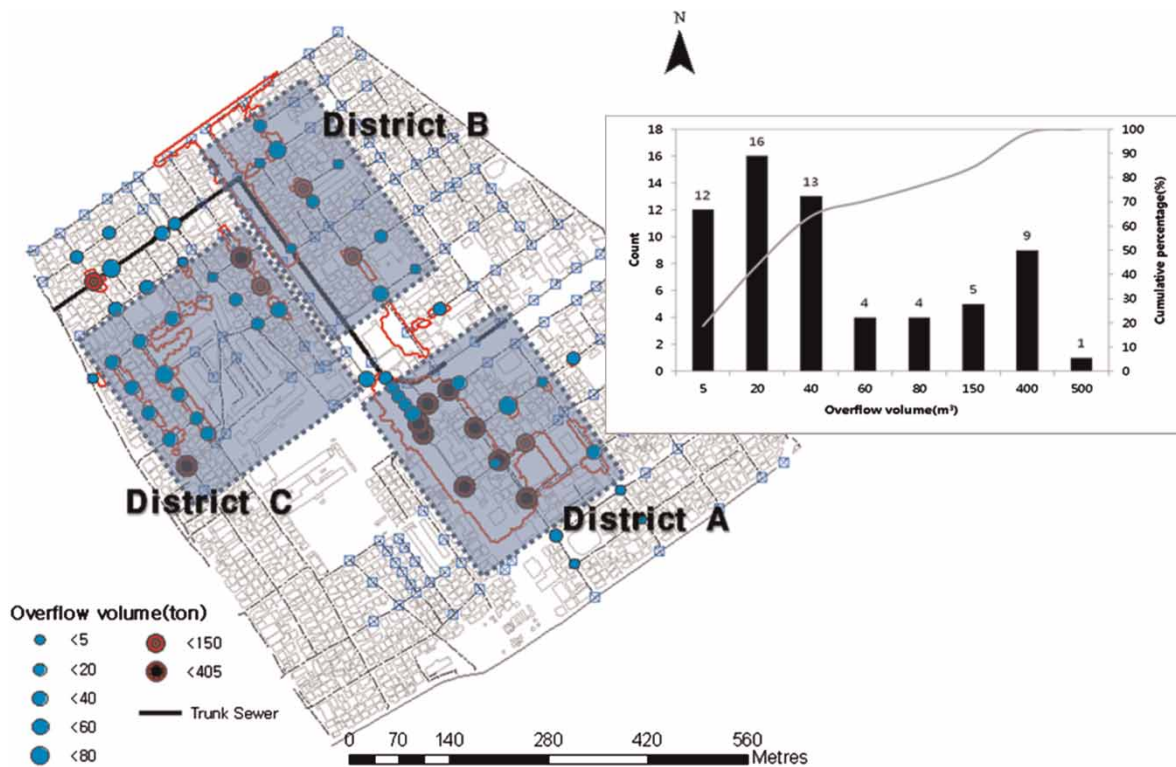 N
District B
18
16
14
12
10
8
6
4
2
0
Count
12
16
13
4
4
5
9
1
100
90
80
70
60
50
40
30
20
10
0
Cumulative percentage(%)
5 20 40 60 80 150 400 500
Overflow volume(m³)
District C
District A
Overflow volume(ton)
<5 <150
<20 <405
<40
<60 Trunk Sewer
<80
0 70 140 280 420 560
Metres